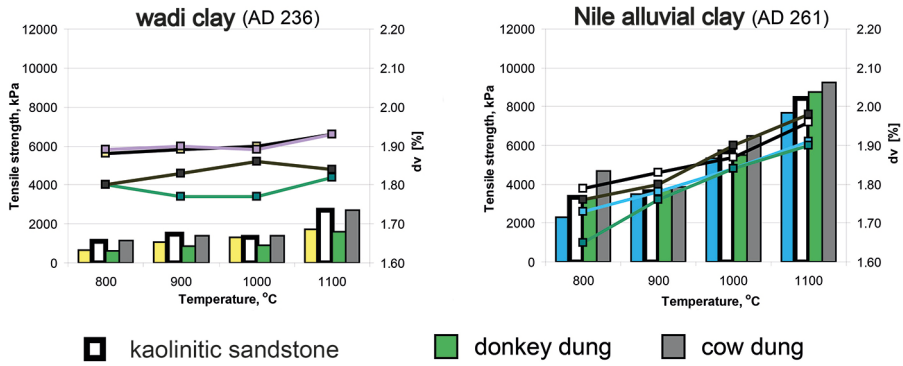 wadi clay (AD 236)
Nile alluvial clay (AD 261)
Tensile strength, kPa
12000
10000
8000
6000
4000
2000
0
2.20
2.10
2.00
1.90
1.80
1.70
1.60
dv [%]
800 900 1000 1100
Temperature, °C
Tensile strength, kPa
12000
10000
8000
6000
4000
2000
0
2.20
2.10
2.00
1.90
1.80
1.70
1.60
dv [%]
800 900 1000 1100
Temperature, °C
kaolinitic sandstone
donkey dung
cow dung